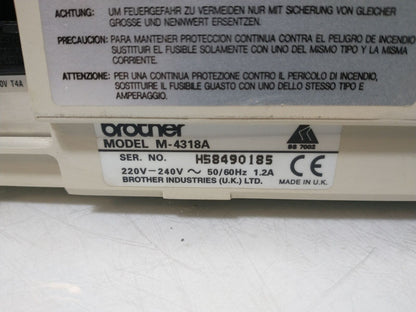 ACHTUNG: UM FEUERGEFAHR ZU VERMEIDEN NUR MIT SICHERUNG VON GLEICHER
GROSSE UND NENNWERT ERSENTZEN.
PRECAUCION: PARA MANTENER PROTECCION CONTINUA CONTRA EL PELIGRO DE INCENDIO
SUSTITUIR EL FUSIBLE SOLAMENTE CON UNO DEL MISMO TIPO Y LA MISMA
CORRIENTE.
ATTENZIONE: PER UNA CONTINUA PROTEZIONE CONTRO IL PERICOLO DI INCENDIO,
SOSTITUIRE IL FUSIBILE GUASTO CON UNO DELLO STESSO TIPO E
AMPERAGGIO.
0V T4A
brother
MODEL M-4318A
SER. NO. H58490185
220V-240V ~ 50/60Hz 1.2A
BROTHER INDUSTRIES (U.K.) LTD.
BS 7002
CE
MADE IN U.K.